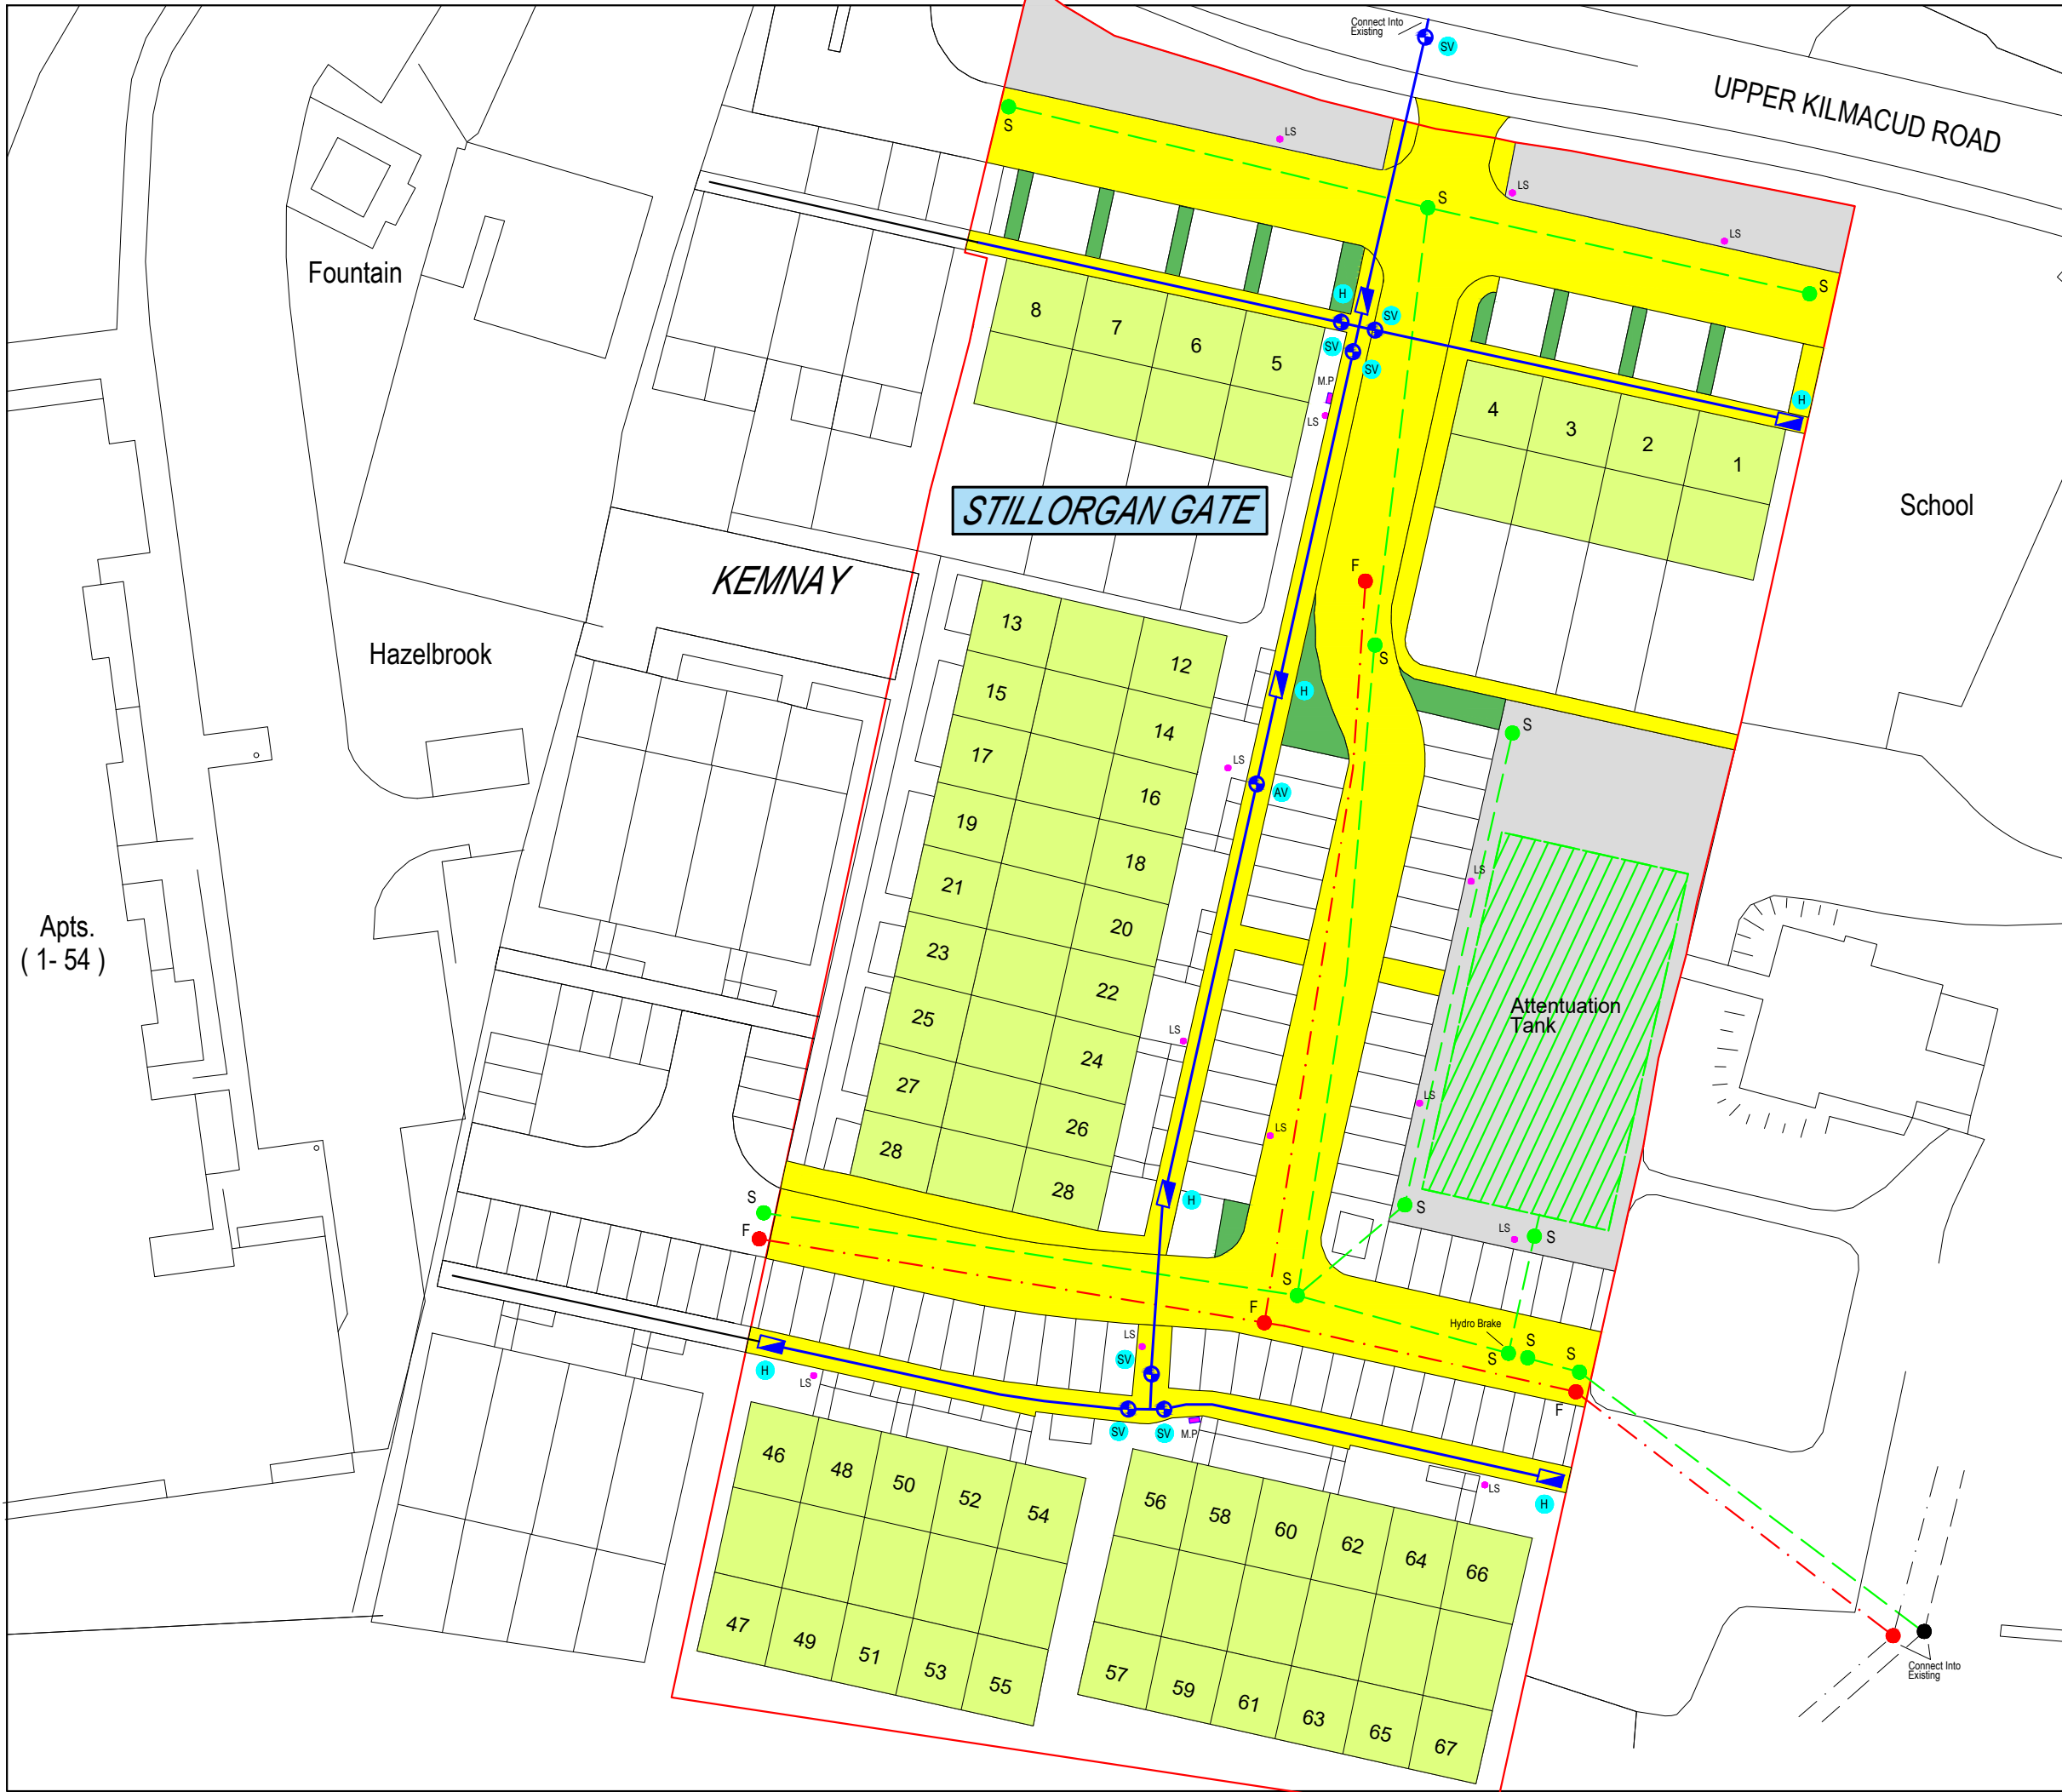 Connect Into
Existing
SV
UPPER KILMACUD ROAD
S
LS
S
LS
LS
S
Fountain
H
SV
SV
SV
8
7
6
5
M.P
LS
H
4
3
2
1
School
STILLORGAN GATE
KEMNAY
F
S
Hazelbrook
13
12
15
14
17
16
19
18
21
20
23
22
25
24
27
26
28
28
H
S
LS
AV
LS
Apts.
( 1- 54 )
Attentuation
Tank
LS
LS
LS
H
S
S
F
LS
S
S
F
Hydro Brake
S
S
S
F
LS
SV
H
LS
SV
SV
M.P
LS
H
46
48
50
52
54
56
58
60
62
64
66
47
49
51
53
55
57
59
61
63
65
67
Connect Into
Existing